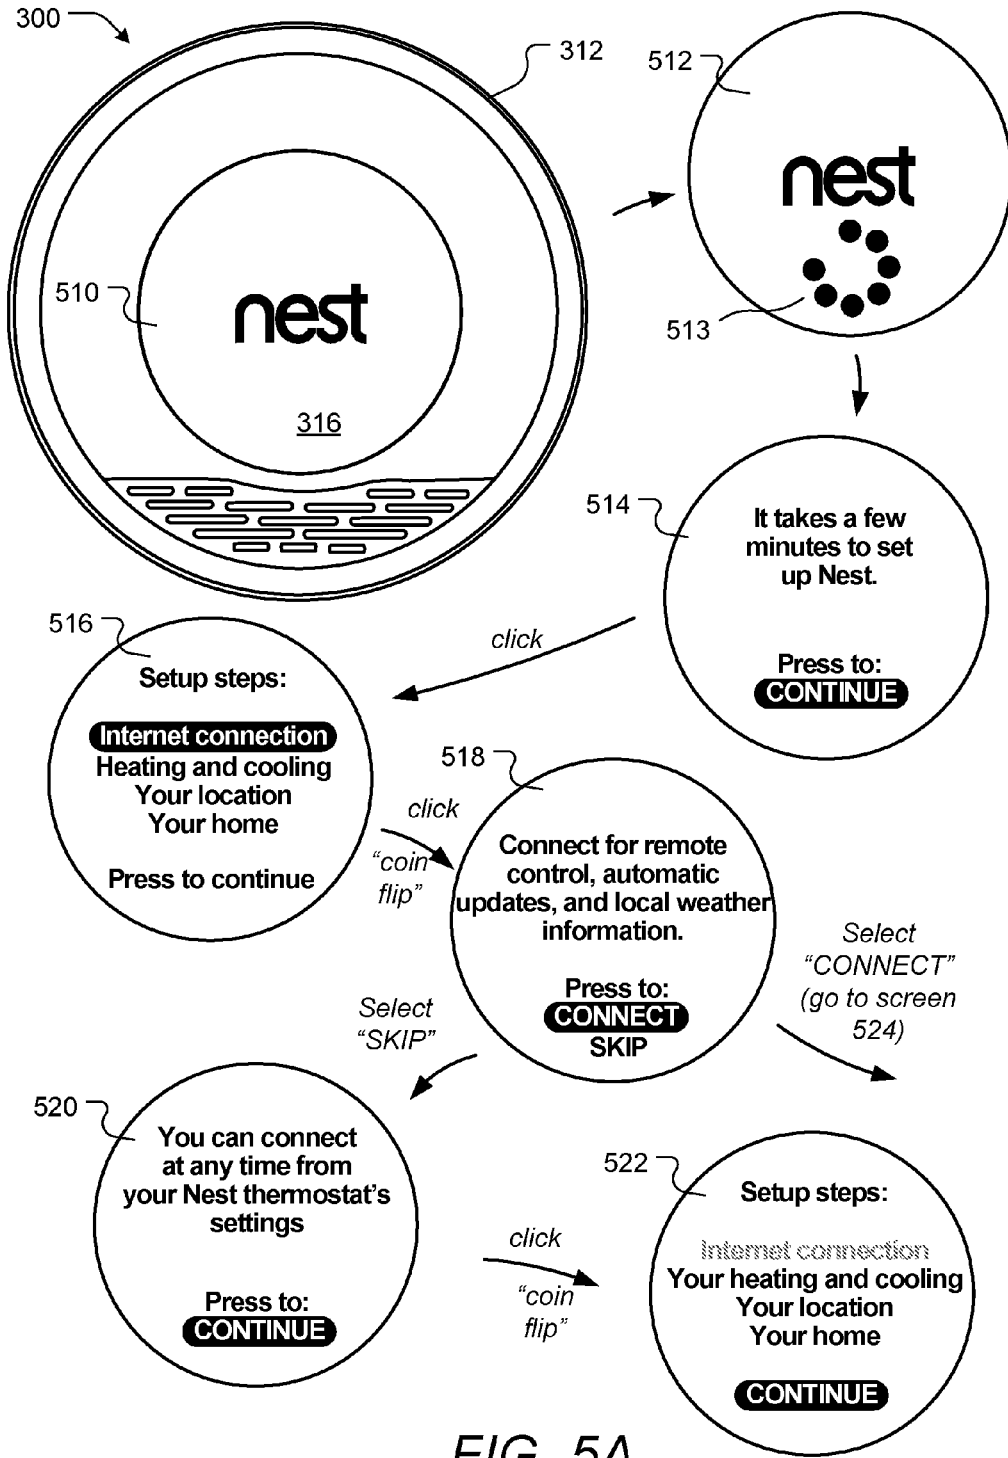 300
312
512
nest
510
nest
513
316
514
It takes a few
minutes to set
up Nest.
Press to:
CONTINUE
click
516
Setup steps:
Internet connection
Heating and cooling
Your location
Your home
Press to continue
click
“coin
flip”
518
Connect for remote
control, automatic
updates, and local weather
information.
Press to:
CONNECT
SKIP
Select
“SKIP”
Select
“CONNECT”
(go to screen
524)
520
You can connect
at any time from
your Nest thermostat's
settings
Press to:
CONTINUE
click
“coin
flip”
522
Setup steps:
Internet connection
Your heating and cooling
Your location
Your home
CONTINUE
FIG. 5A